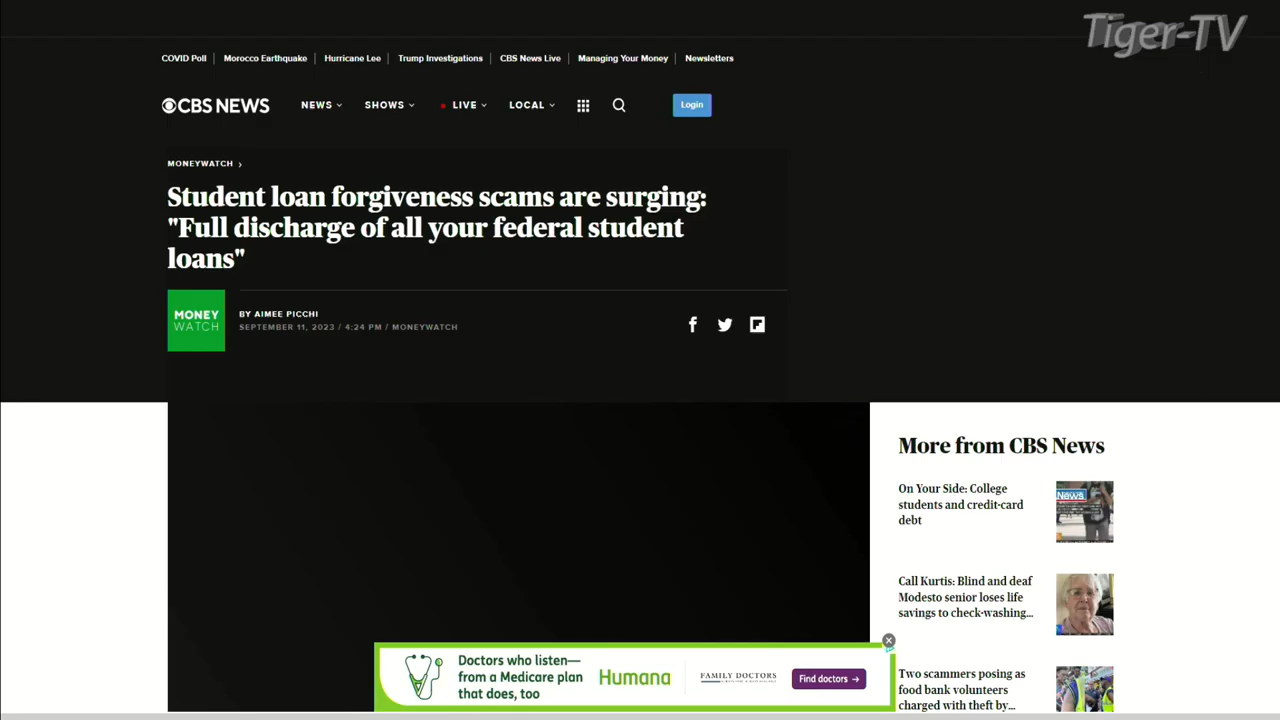 Tiger-TV
COVID Poll
Morocco Earthquake
Hurricane Lee
Trump Investigations
CBS News Live
Managing Your Money
Newsletters
CBS NEWS
NEWS
SHOWS
LIVE
LOCAL
Login
MONEYWATCH
Student loan forgiveness scams are surging:
"Full discharge of all your federal student
loans"
MONEY
WATCH
BY AIMEE PICCHI
SEPTEMBER 11, 2023 / 4:24 PM / MONEYWATCH
More from CBS News
On Your Side: College
students and credit-card
debt
News
Call Kurtis: Blind and deaf
Modesto senior loses life
savings to check-washing...
Two scammers posing as
food bank volunteers
charged with theft by...
Doctors who listen—
from a Medicare plan
that does, too
Humana
FAMILY DOCTORS
Find doctors →